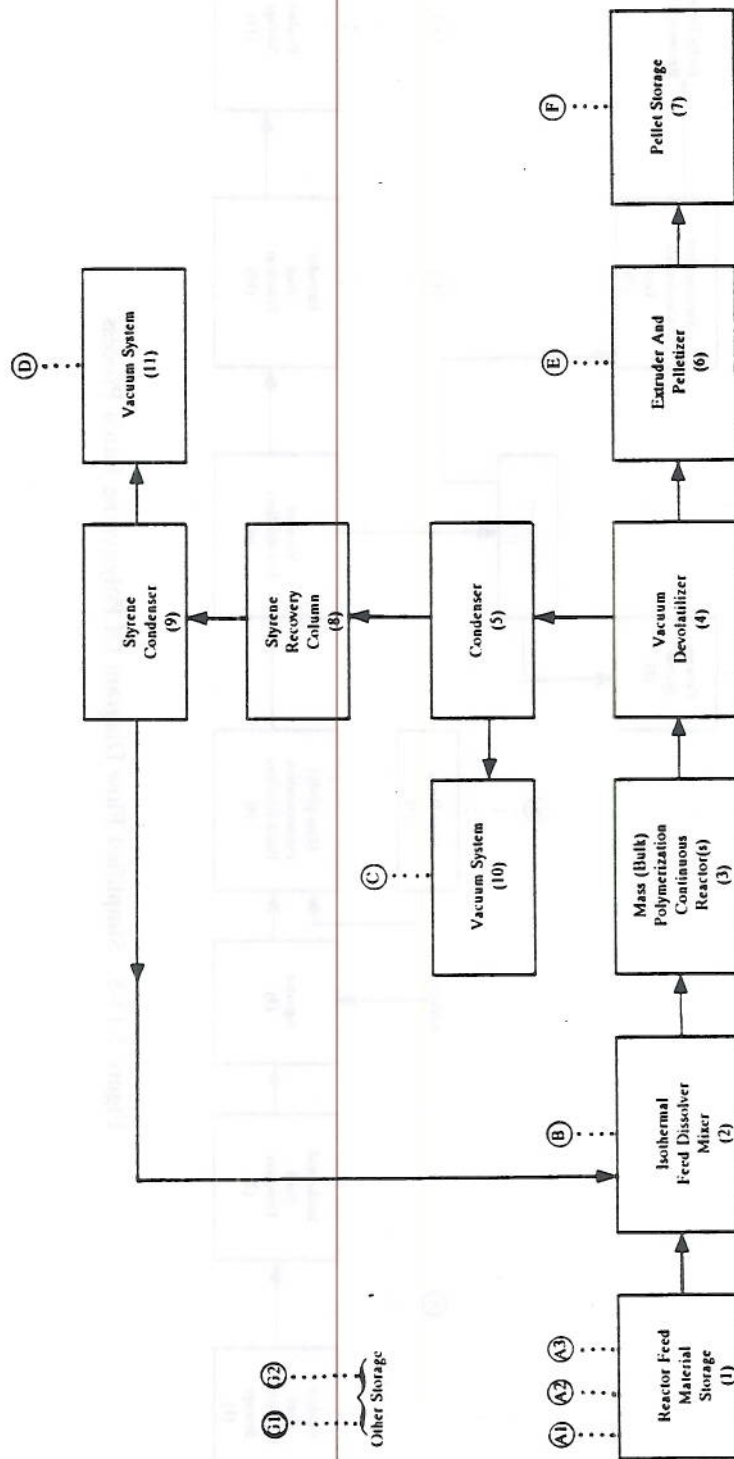 D
Vacuum System
(11)
Styrene
Condenser
(9)
Styrene
Recovery
Column
(8)
C
Vacuum System
(10)
Condenser
(5)
G1
G2
Other Storage
A1
A2
A3
Reactor Feed
Material
Storage
(1)
B
Isothermal
Feed Dissolver
Mixer
(2)
Mass (Bulk)
Polymerization
Continuous
Reactor(s)
(3)
Vacuum
Devolatilizer
(4)
E
Extruder And
Pelletizer
(6)
F
Pellet Storage
(7)